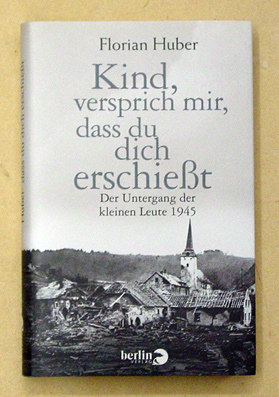 Florian Huber
Kind,
versprich mir,
dass du
dich
erschießt
Der Untergang der
kleinen Leute 1945
berlin
VERLAG